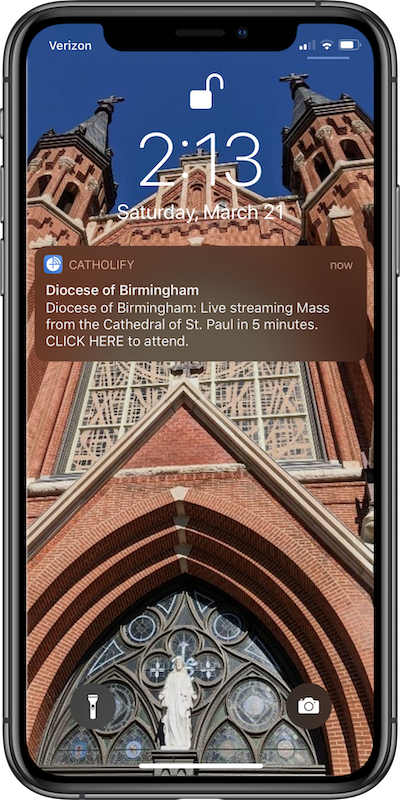 Verizon
2:13
Saturday, March 21
CATHOLIFY now
Diocese of Birmingham
Diocese of Birmingham: Live streaming Mass
from the Cathedral of St. Paul in 5 minutes.
CLICK HERE to attend.